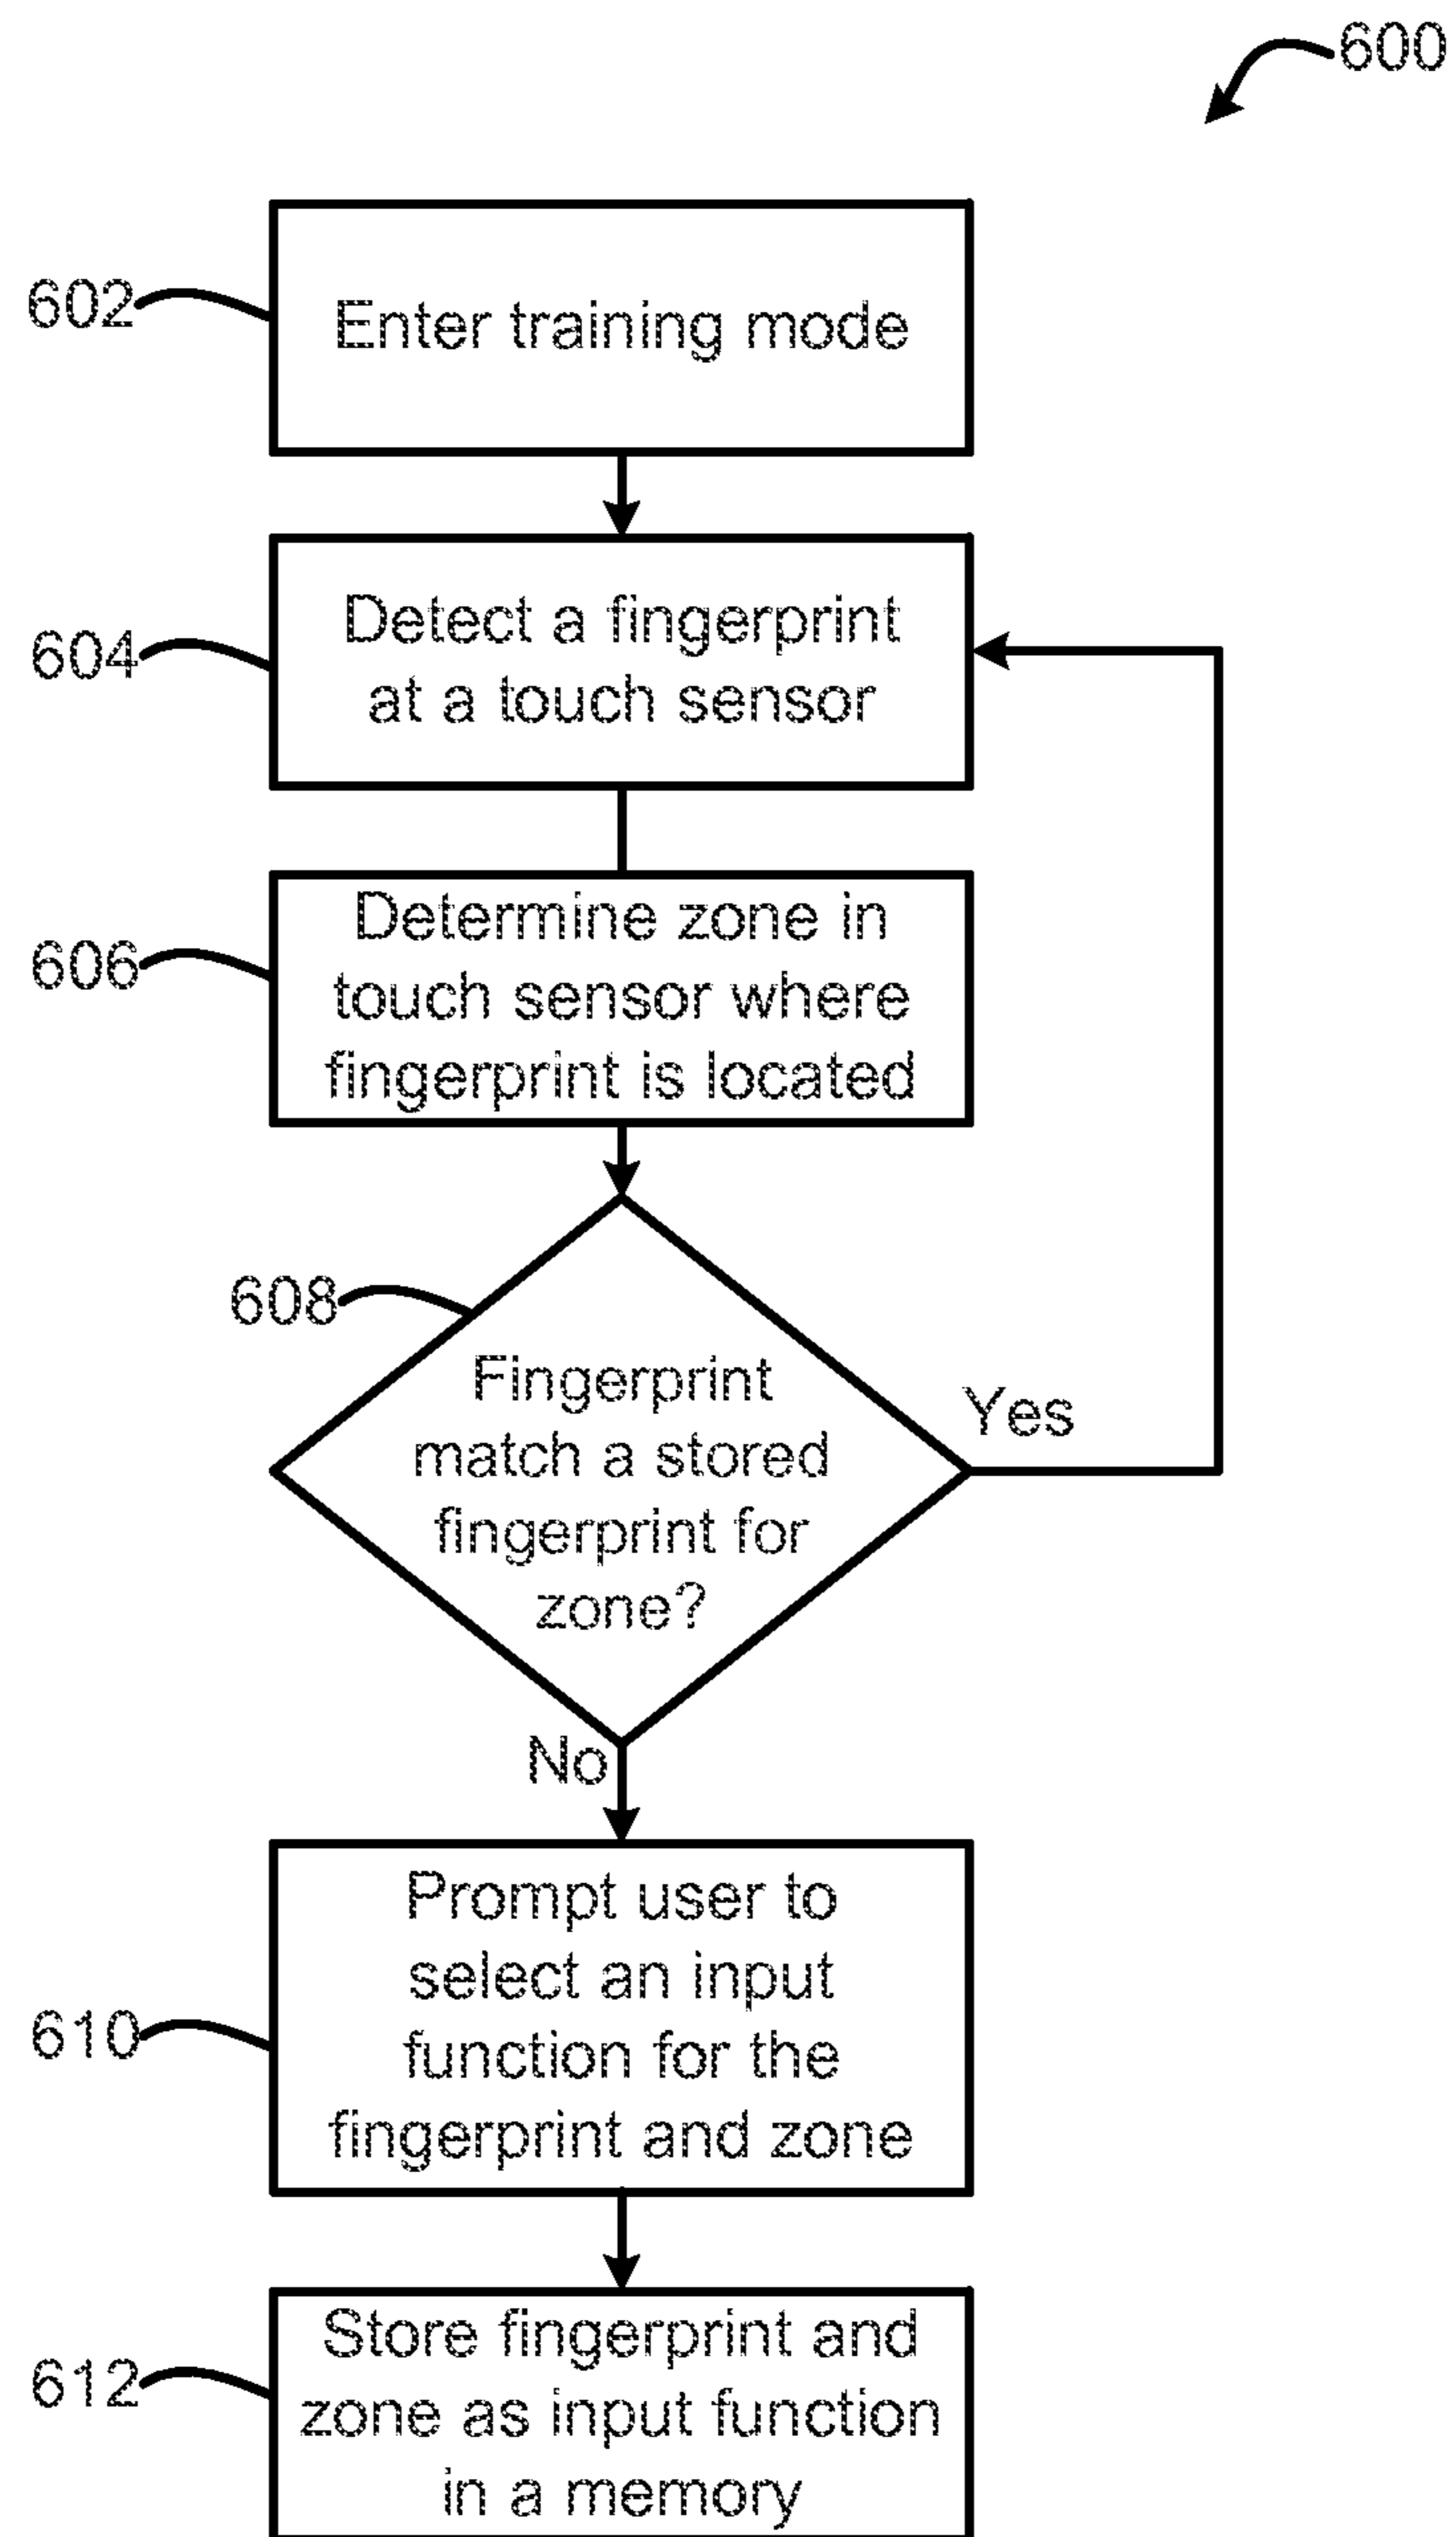 600
602
Enter training mode
604
Detect a fingerprint
at a touch sensor
606
Determine zone in
touch sensor where
fingerprint is located
608
Fingerprint
match a stored
fingerprint for
zone?
Yes
No
610
Prompt user to
select an input
function for the
fingerprint and zone
612
Store fingerprint and
zone as input function
in a memory